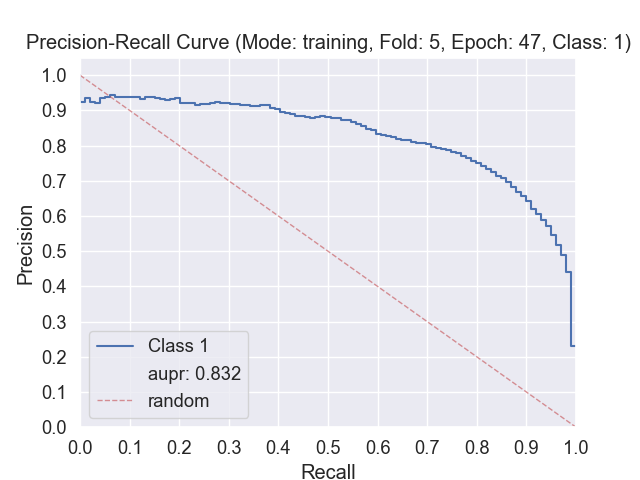 Precision-Recall Curve (Mode: training, Fold: 5, Epoch: 47, Class: 1)
1.0
0.9
0.8
0.7
0.6
0.5
0.4
0.3
0.2
0.1
0.0
Precision
Class 1
aupr: 0.832
random
0.0 0.1 0.2 0.3 0.4 0.5 0.6 0.7 0.8 0.9 1.0
Recall